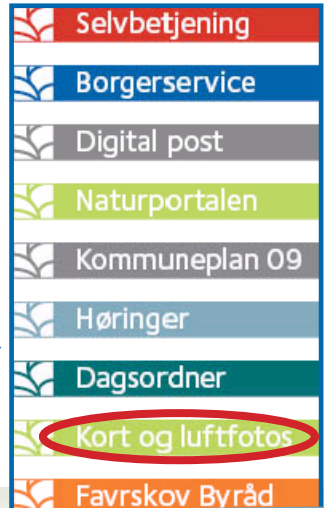 Selvbetjening
Borgerservice
Digital post
Naturportalen
Kommuneplan 09
Høringer
Dagsordner
Kort og luftfotos
Favrskov Byråd